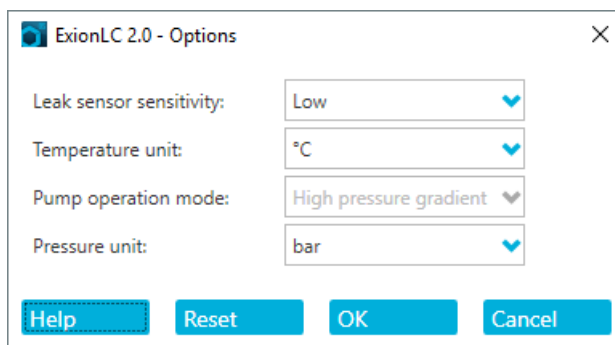 ExionLC 2.0 - Options
Leak sensor sensitivity: Low
Temperature unit: °C
Pump operation mode: High pressure gradient
Pressure unit: bar
Help Reset OK Cancel